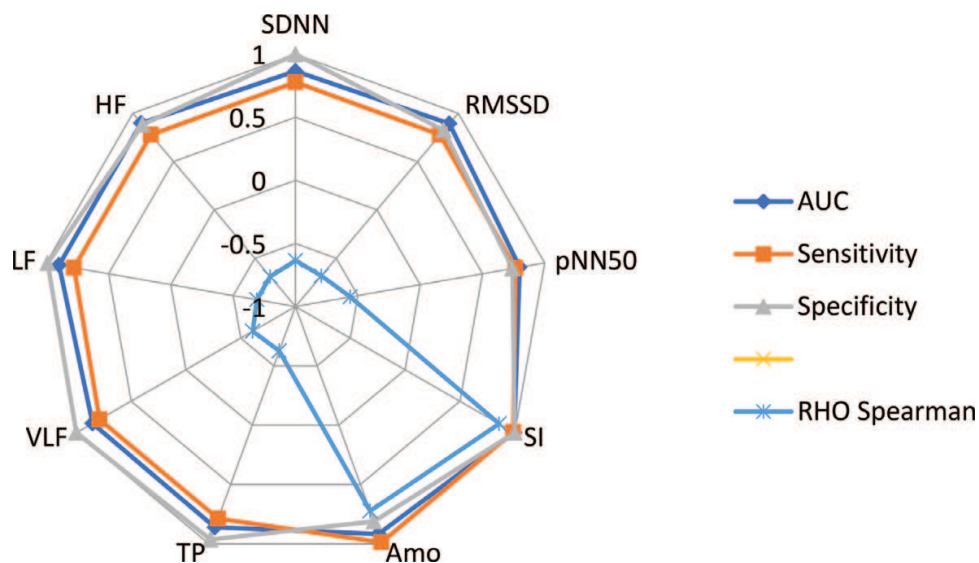 SDNN
1
HF
RMSSD
0.5
0
AUC
-0.5
Sensitivity
LF
pNN50
-1
Specificity
RHO Spearman
VLF
SI
TP
Amo